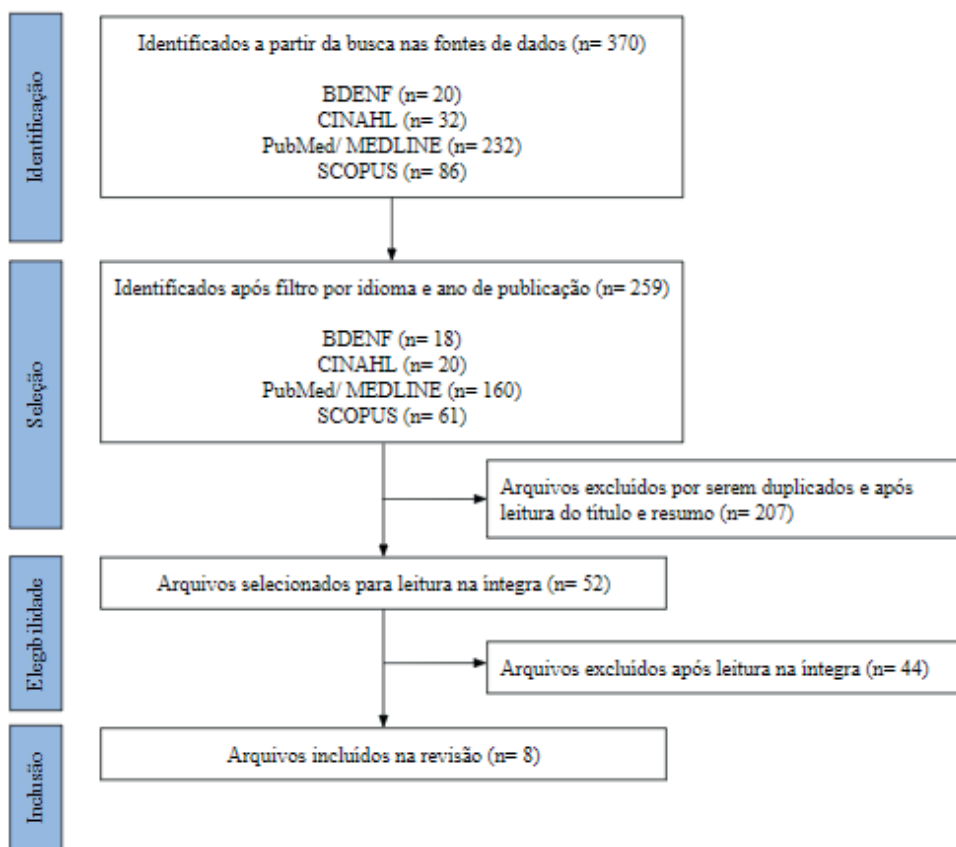 Identificação
Identificados a partir da busca nas fontes de dados (n= 370)
BDENF (n= 20)
CINAHL (n= 32)
PubMed/ MEDLINE (n= 232)
SCOPUS (n= 86)
Seleção
Identificados após filtro por idioma e ano de publicação (n= 259)
BDENF (n= 18)
CINAHL (n= 20)
PubMed/ MEDLINE (n= 160)
SCOPUS (n= 61)
Arquivos excluídos por serem duplicados e após
leitura do título e resumo (n= 207)
Elegibilidade
Arquivos selecionados para leitura na íntegra (n= 52)
Arquivos excluídos após leitura na íntegra (n= 44)
Inclusão
Arquivos incluídos na revisão (n= 8)